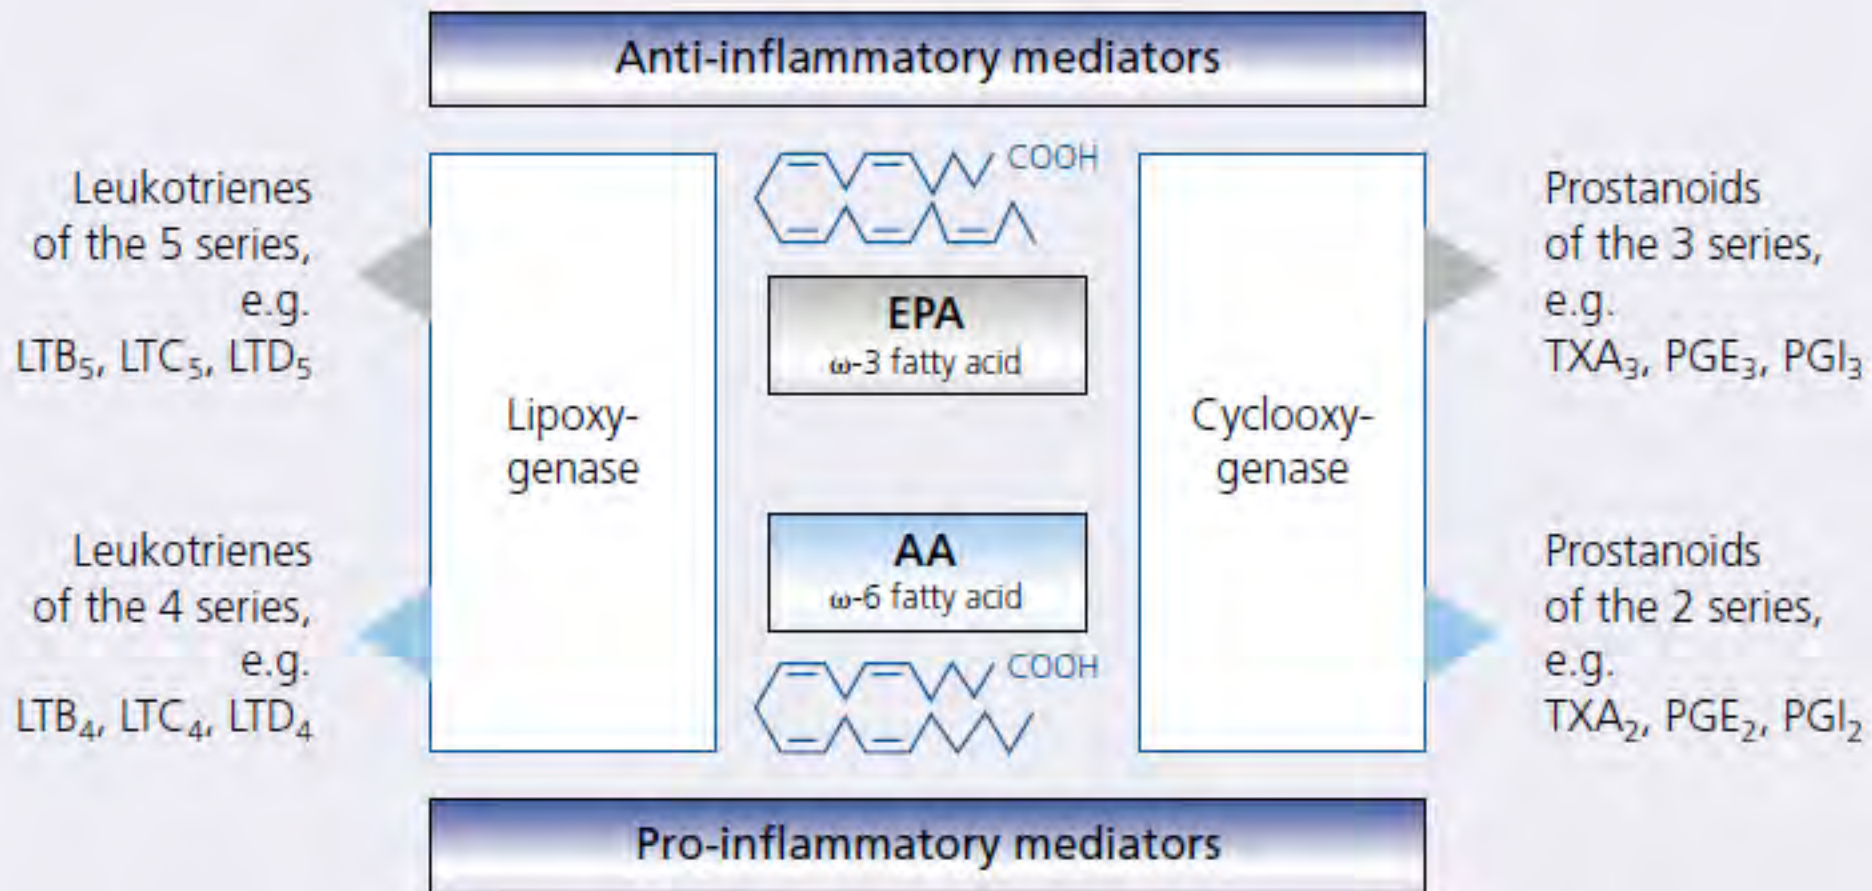 Anti-inflammatory mediators
Leukotrienes
of the 5 series,
e.g.
LTB₅, LTC₅, LTD₅
Leukotrienes
of the 4 series,
e.g.
LTB₄, LTC₄, LTD₄
Lipoxy-
genase
COOH
EPA
ω-3 fatty acid
AA
ω-6 fatty acid
COOH
Cyclooxy-
genase
Prostanoids
of the 3 series,
e.g.
TXA₃, PGE₃, PGI₃
Prostanoids
of the 2 series,
e.g.
TXA₂, PGE₂, PGI₂
Pro-inflammatory mediators